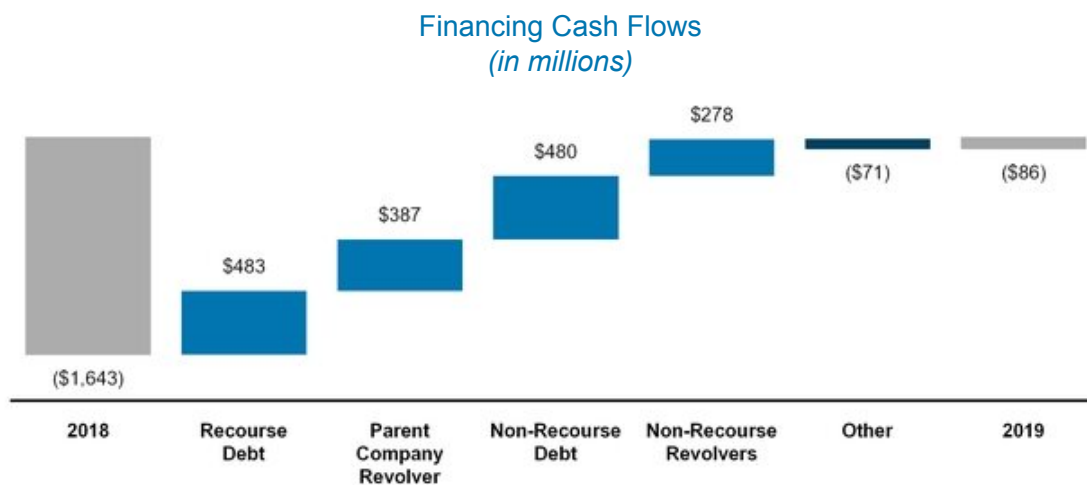 Financing Cash Flows
(in millions)
$278
$480
($71)
($86)
$387
$483
($1,643)
2018
Recourse
Debt
Parent
Company
Revolver
Non-Recourse
Debt
Non-Recourse
Revolvers
Other
2019